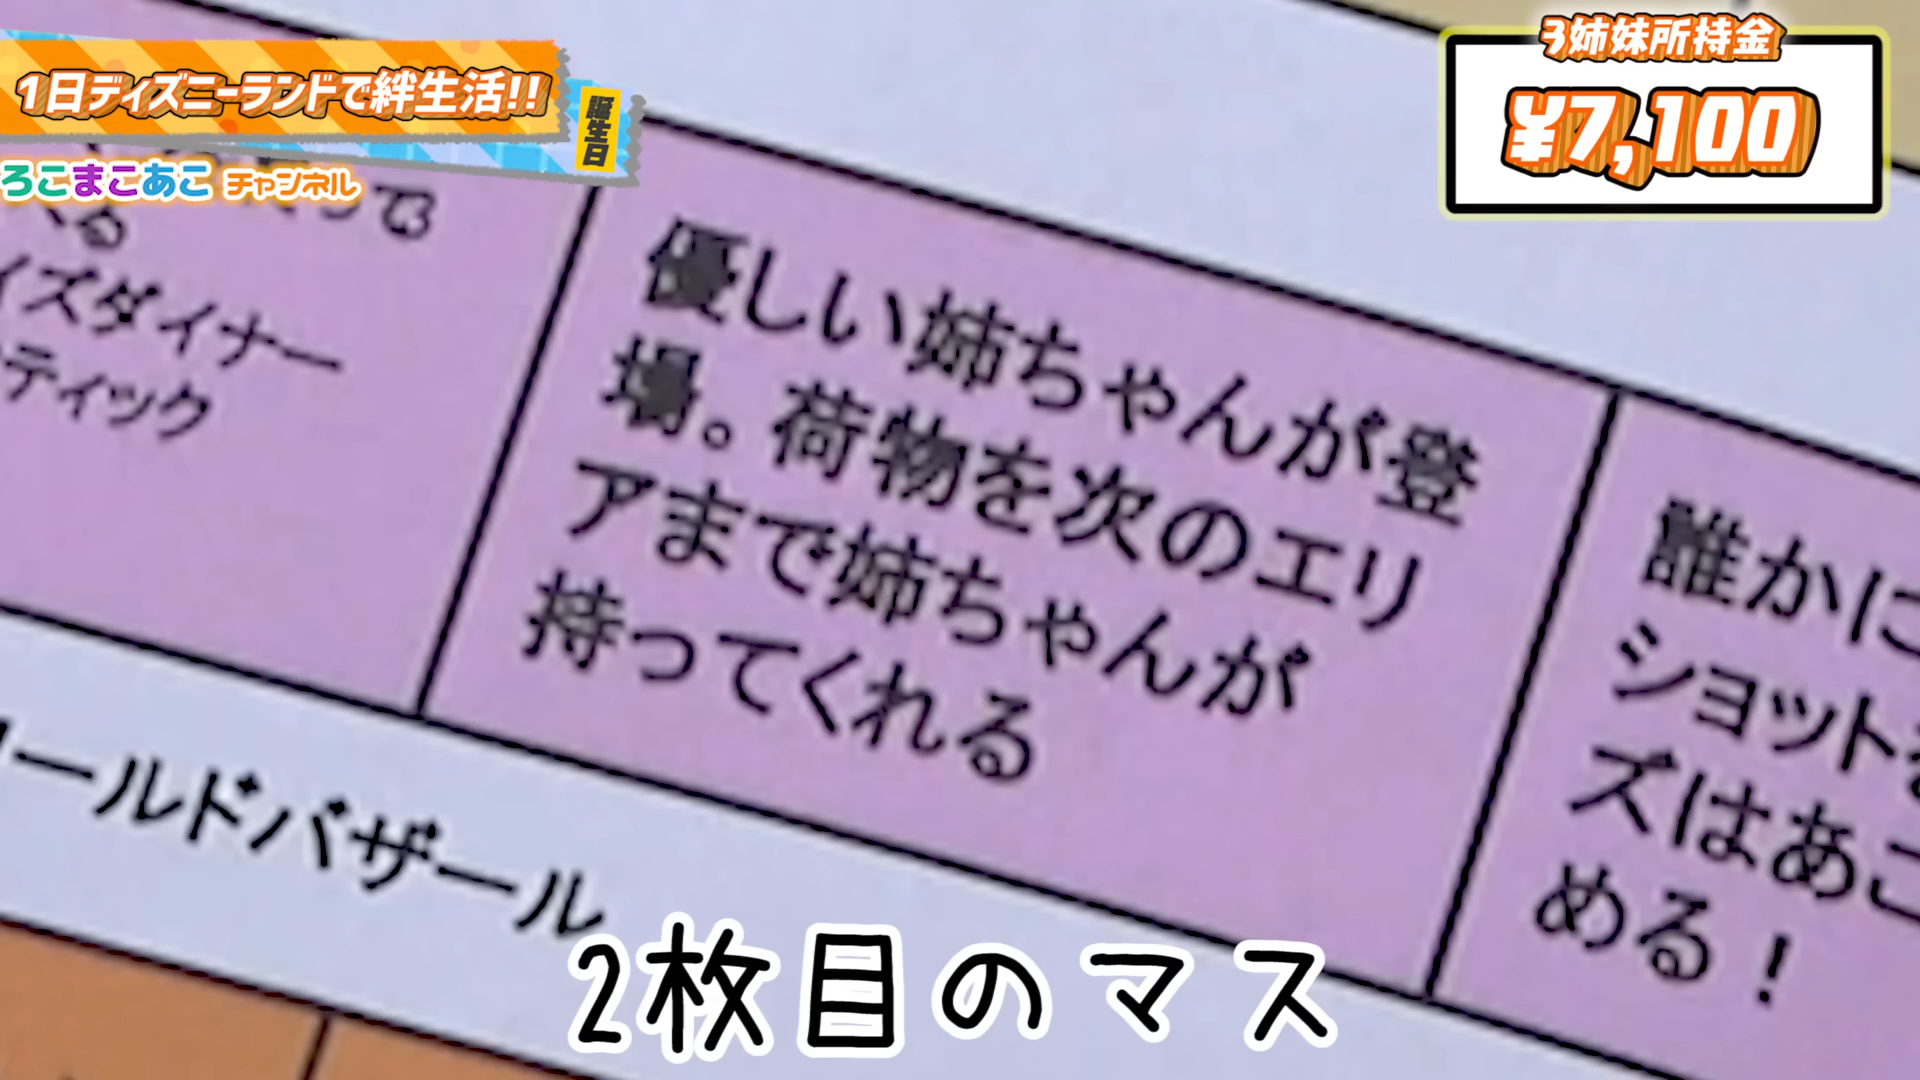 1日ディズニーランドで絆生活!!
誕生日
ろこまこあこ チャンネル
3姉妹所持金
¥7,100
る
イズダイナー
ティック
優しい姉ちゃんが登
場。荷物を次のエリ
アまで姉ちゃんが
持ってくれる
誰かに
ショット
ズはあこ
める!
ールドバザール
2枚目のマス